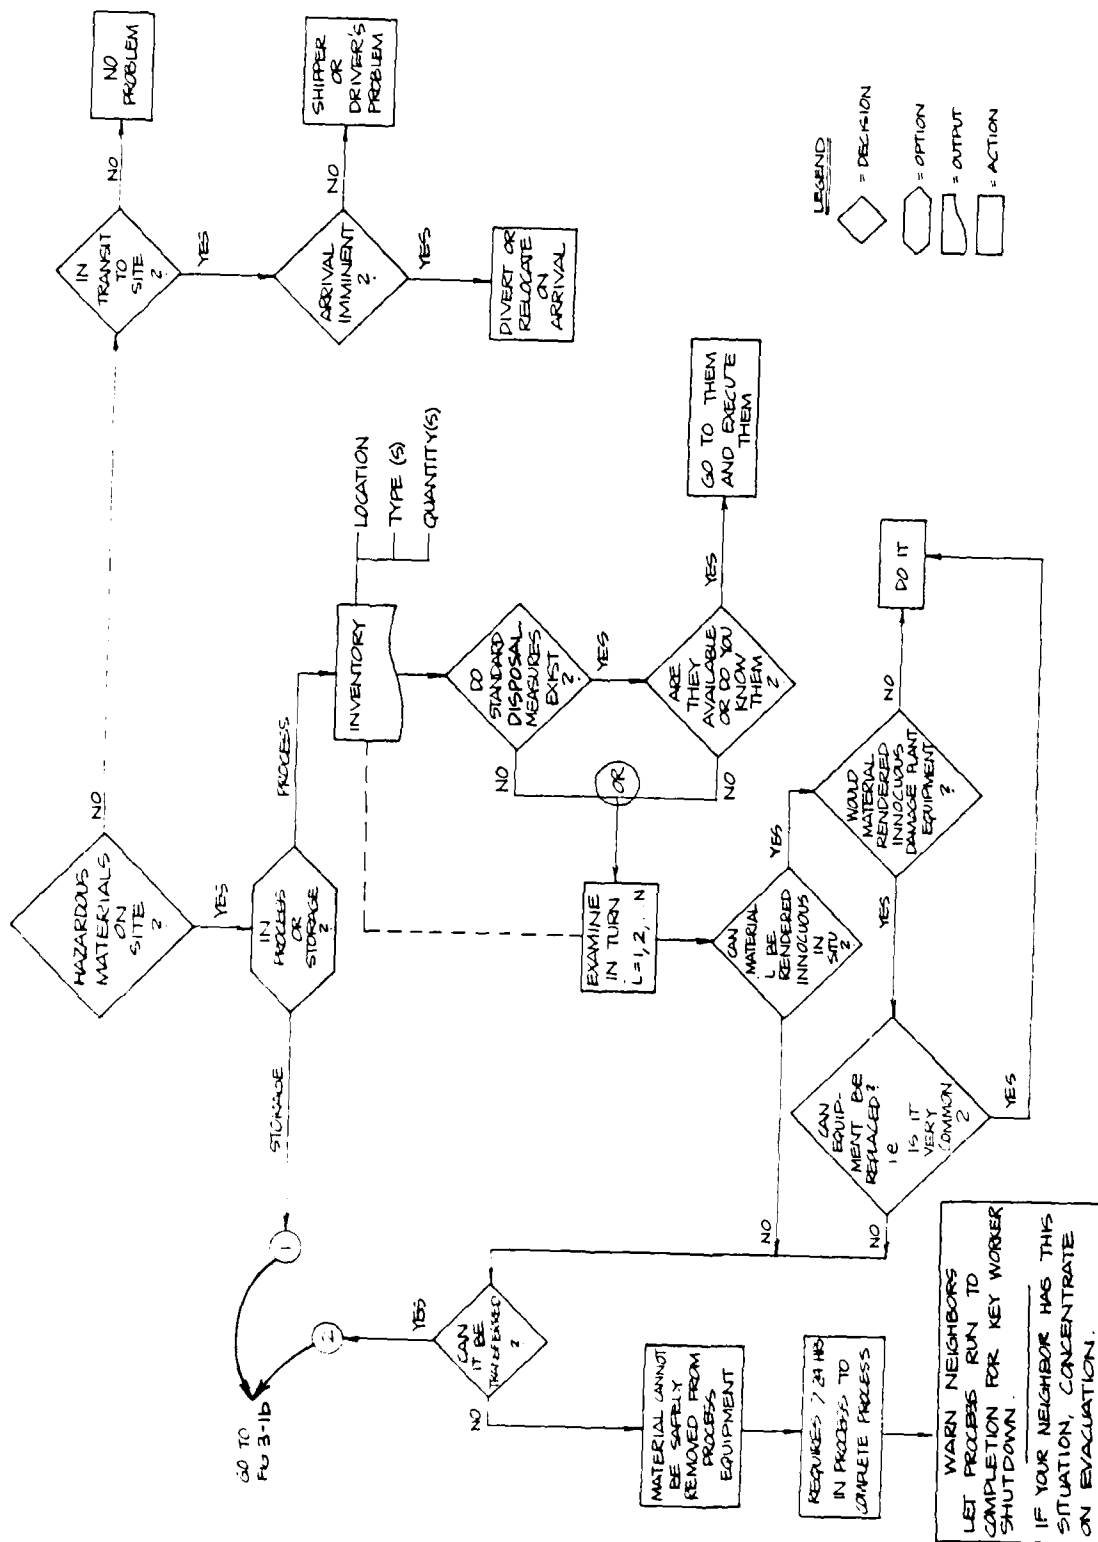 HAZARDOUS
MATERIALS
ON
SITE
?
NO
YES
IN
TRANSIT
TO
SITE
?
NO
NO
PROBLEM
YES
ARRIVAL
IMMINENT
?
NO
SHIPPER
OR
DRIVER'S
PROBLEM
YES
DIVERT OR
RELOCATE
ON
ARRIVAL
IN
PROCESS
OR
STORAGE
?
STORAGE
PROCESS
1
GO TO
FIG 3-1b
2
INVENTORY
LOCATION
TYPE (S)
QUANTITY(S)
DO
STANDARD
DISPOSAL
MEASURES
EXIST
?
NO
YES
ARE
THEY
AVAILABLE
OR DO YOU
KNOW
THEM
?
NO
YES
GO TO THEM
AND EXECUTE
THEM
OR
EXAMINE
IN TURN
i=1, 2, .. N
CAN
MATERIAL
i BE
RENDERED
INNOCUOUS
IN
SITU
?
NO
YES
WOULD
MATERIAL
RENDERED
INNOCUOUS
DAMAGE PLANT
EQUIPMENT
?
NO
DO IT
YES
CAN
EQUIP-
MENT BE
REPLACED?
i e
IS IT
VERY
COMMON
?
YES
NO
CAN
IT BE
TRANSFERRED
?
YES
NO
MATERIAL CANNOT
BE SAFELY
REMOVED FROM
PROCESS
EQUIPMENT
REQUIRES > 24 HRS
IN PROCESS TO
COMPLETE PROCESS
WARN NEIGHBORS
LET PROCESS RUN TO
COMPLETION FOR KEY WORKER
SHUTDOWN.
IF YOUR NEIGHBOR HAS THIS
SITUATION, CONCENTRATE
ON EVACUATION.
LEGEND
= DECISION
= OPTION
= OUTPUT
= ACTION